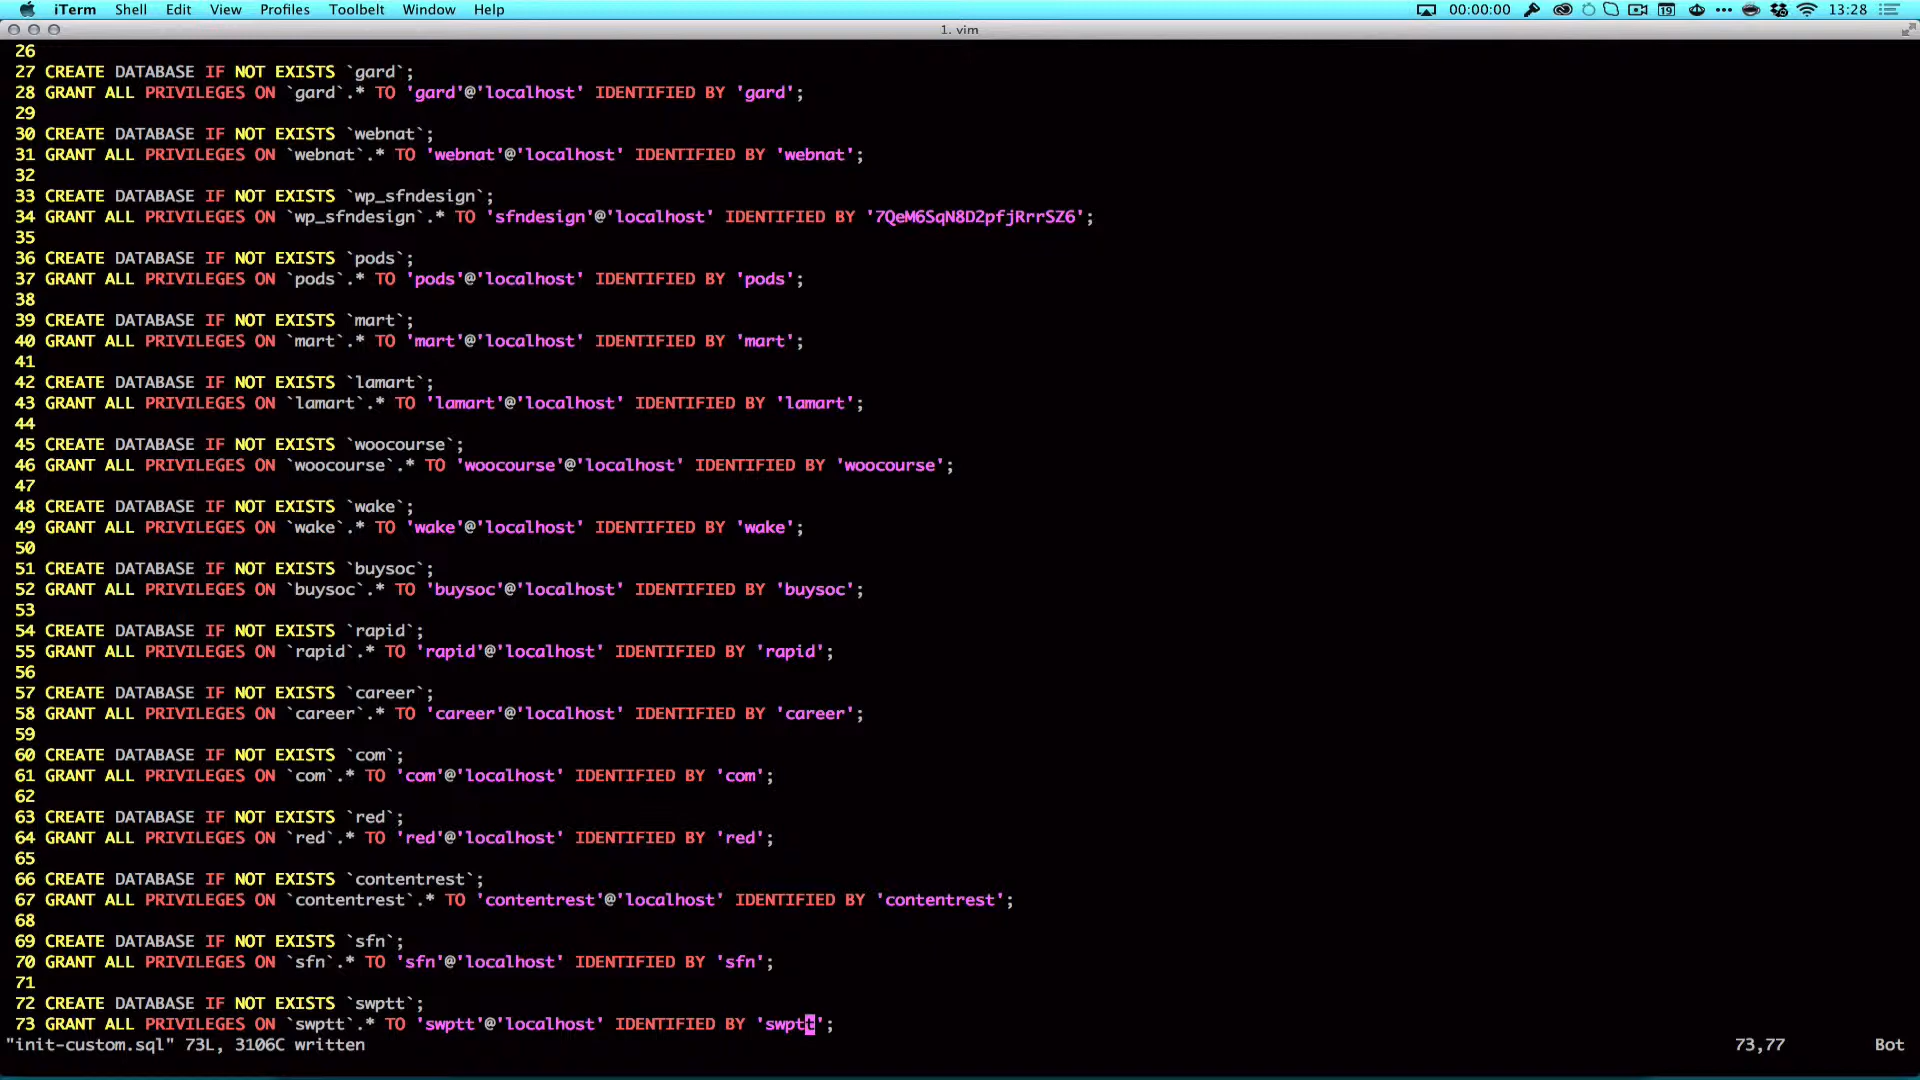 iTerm Shell Edit View Profiles Toolbelt Window Help 00:00:00 19 13:28
1. vim
26
27 CREATE DATABASE IF NOT EXISTS `gard`;
28 GRANT ALL PRIVILEGES ON `gard`.* TO 'gard'@'localhost' IDENTIFIED BY 'gard';
29
30 CREATE DATABASE IF NOT EXISTS `webnat`;
31 GRANT ALL PRIVILEGES ON `webnat`.* TO 'webnat'@'localhost' IDENTIFIED BY 'webnat';
32
33 CREATE DATABASE IF NOT EXISTS `wp_sfndesign`;
34 GRANT ALL PRIVILEGES ON `wp_sfndesign`.* TO 'sfndesign'@'localhost' IDENTIFIED BY '7QeM6SqN8D2pfjRrrSZ6';
35
36 CREATE DATABASE IF NOT EXISTS `pods`;
37 GRANT ALL PRIVILEGES ON `pods`.* TO 'pods'@'localhost' IDENTIFIED BY 'pods';
38
39 CREATE DATABASE IF NOT EXISTS `mart`;
40 GRANT ALL PRIVILEGES ON `mart`.* TO 'mart'@'localhost' IDENTIFIED BY 'mart';
41
42 CREATE DATABASE IF NOT EXISTS `lamart`;
43 GRANT ALL PRIVILEGES ON `lamart`.* TO 'lamart'@'localhost' IDENTIFIED BY 'lamart';
44
45 CREATE DATABASE IF NOT EXISTS `woocourse`;
46 GRANT ALL PRIVILEGES ON `woocourse`.* TO 'woocourse'@'localhost' IDENTIFIED BY 'woocourse';
47
48 CREATE DATABASE IF NOT EXISTS `wake`;
49 GRANT ALL PRIVILEGES ON `wake`.* TO 'wake'@'localhost' IDENTIFIED BY 'wake';
50
51 CREATE DATABASE IF NOT EXISTS `buysoc`;
52 GRANT ALL PRIVILEGES ON `buysoc`.* TO 'buysoc'@'localhost' IDENTIFIED BY 'buysoc';
53
54 CREATE DATABASE IF NOT EXISTS `rapid`;
55 GRANT ALL PRIVILEGES ON `rapid`.* TO 'rapid'@'localhost' IDENTIFIED BY 'rapid';
56
57 CREATE DATABASE IF NOT EXISTS `career`;
58 GRANT ALL PRIVILEGES ON `career`.* TO 'career'@'localhost' IDENTIFIED BY 'career';
59
60 CREATE DATABASE IF NOT EXISTS `com`;
61 GRANT ALL PRIVILEGES ON `com`.* TO 'com'@'localhost' IDENTIFIED BY 'com';
62
63 CREATE DATABASE IF NOT EXISTS `red`;
64 GRANT ALL PRIVILEGES ON `red`.* TO 'red'@'localhost' IDENTIFIED BY 'red';
65
66 CREATE DATABASE IF NOT EXISTS `contentrest`;
67 GRANT ALL PRIVILEGES ON `contentrest`.* TO 'contentrest'@'localhost' IDENTIFIED BY 'contentrest';
68
69 CREATE DATABASE IF NOT EXISTS `sfn`;
70 GRANT ALL PRIVILEGES ON `sfn`.* TO 'sfn'@'localhost' IDENTIFIED BY 'sfn';
71
72 CREATE DATABASE IF NOT EXISTS `swptt`;
73 GRANT ALL PRIVILEGES ON `swptt`.* TO 'swptt'@'localhost' IDENTIFIED BY 'swptt';
"init-custom.sql" 73L, 3106C written 73,77 Bot